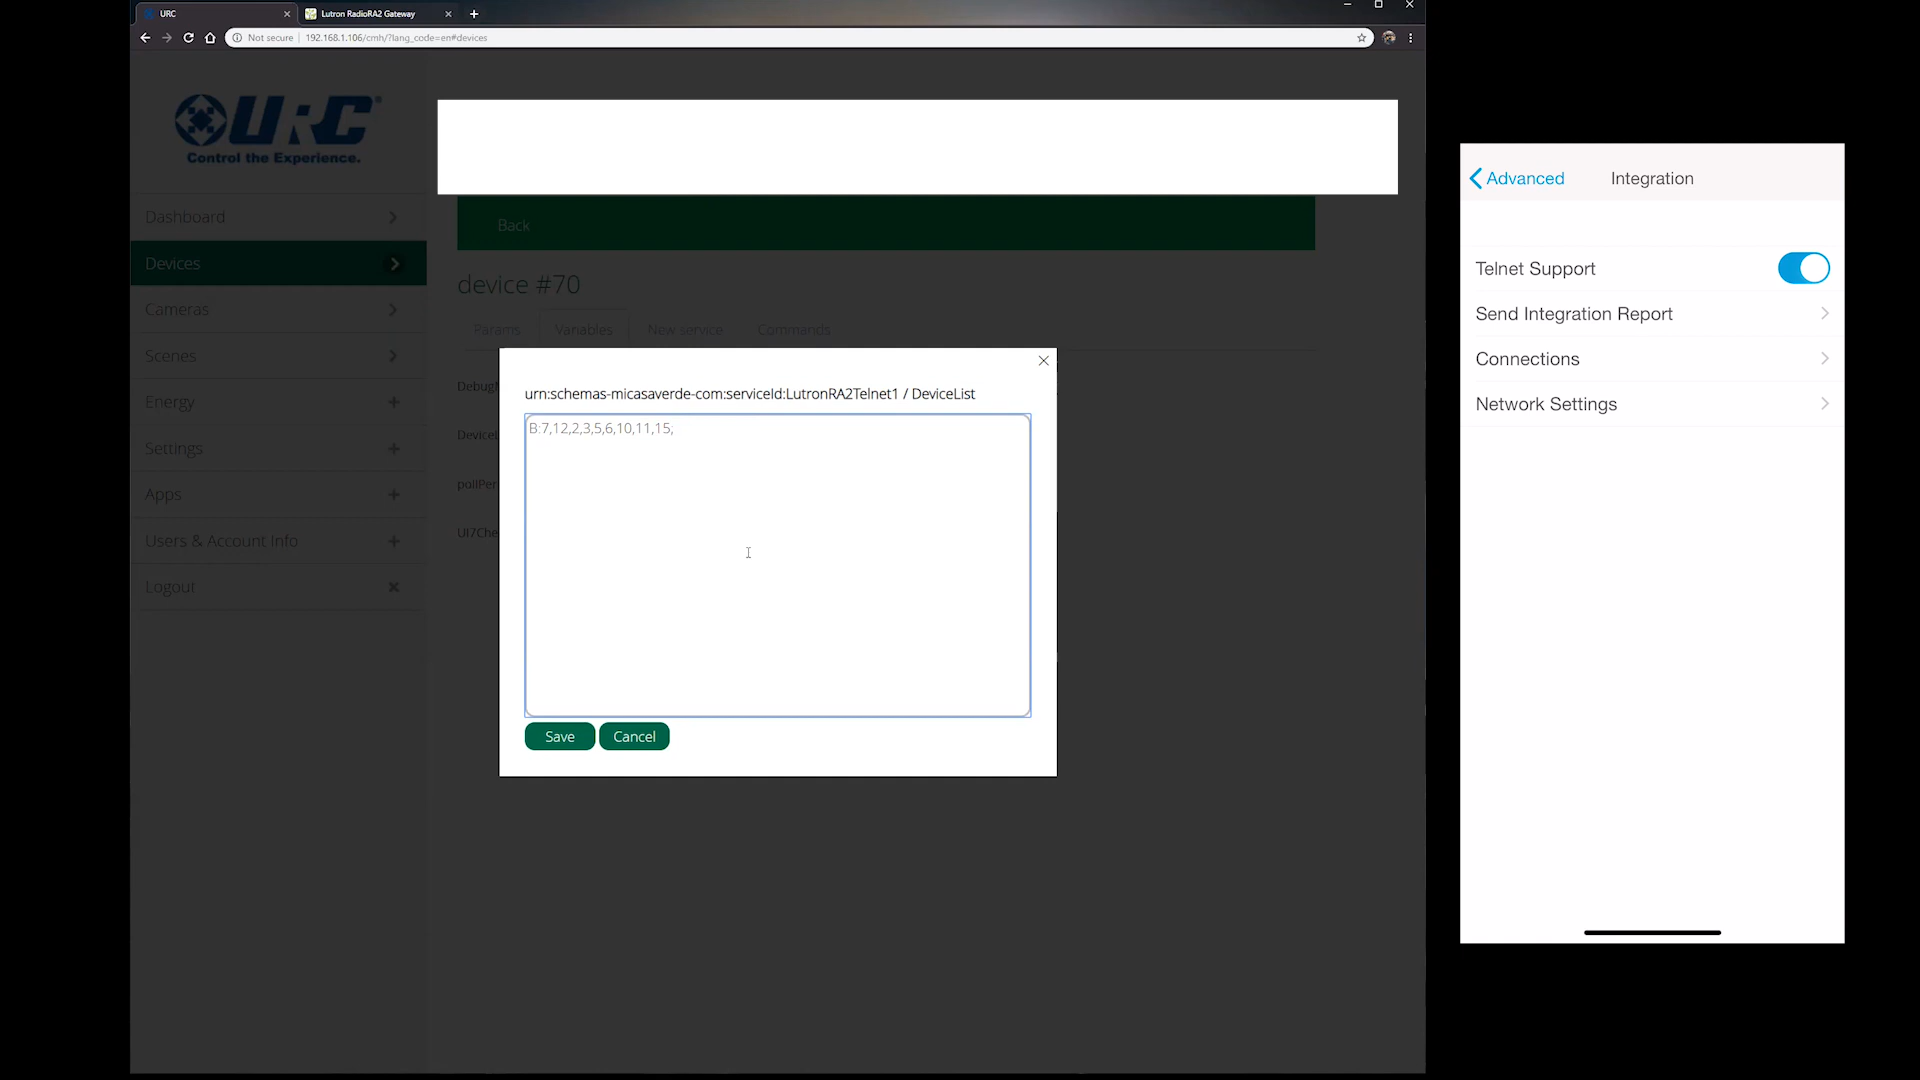 URC
Lutron RadioRA2 Gateway
Not secure
192.168.1.106/cmh/?lang_code=en#devices
URC
Control the Experience.
Dashboard
Devices
Cameras
Scenes
Energy
Settings
Apps
Users & Account Info
Logout
Back
device #70
Params
Variables
New service
Commands
pollPer
UI7Che
urn:schemas-micasaverde-com:serviceId:LutronRA2Telnet1 / DeviceList
B:7,12,2,3,5,6,10,11,15;
Save
Cancel
Advanced
Integration
Telnet Support
Send Integration Report
Connections
Network Settings